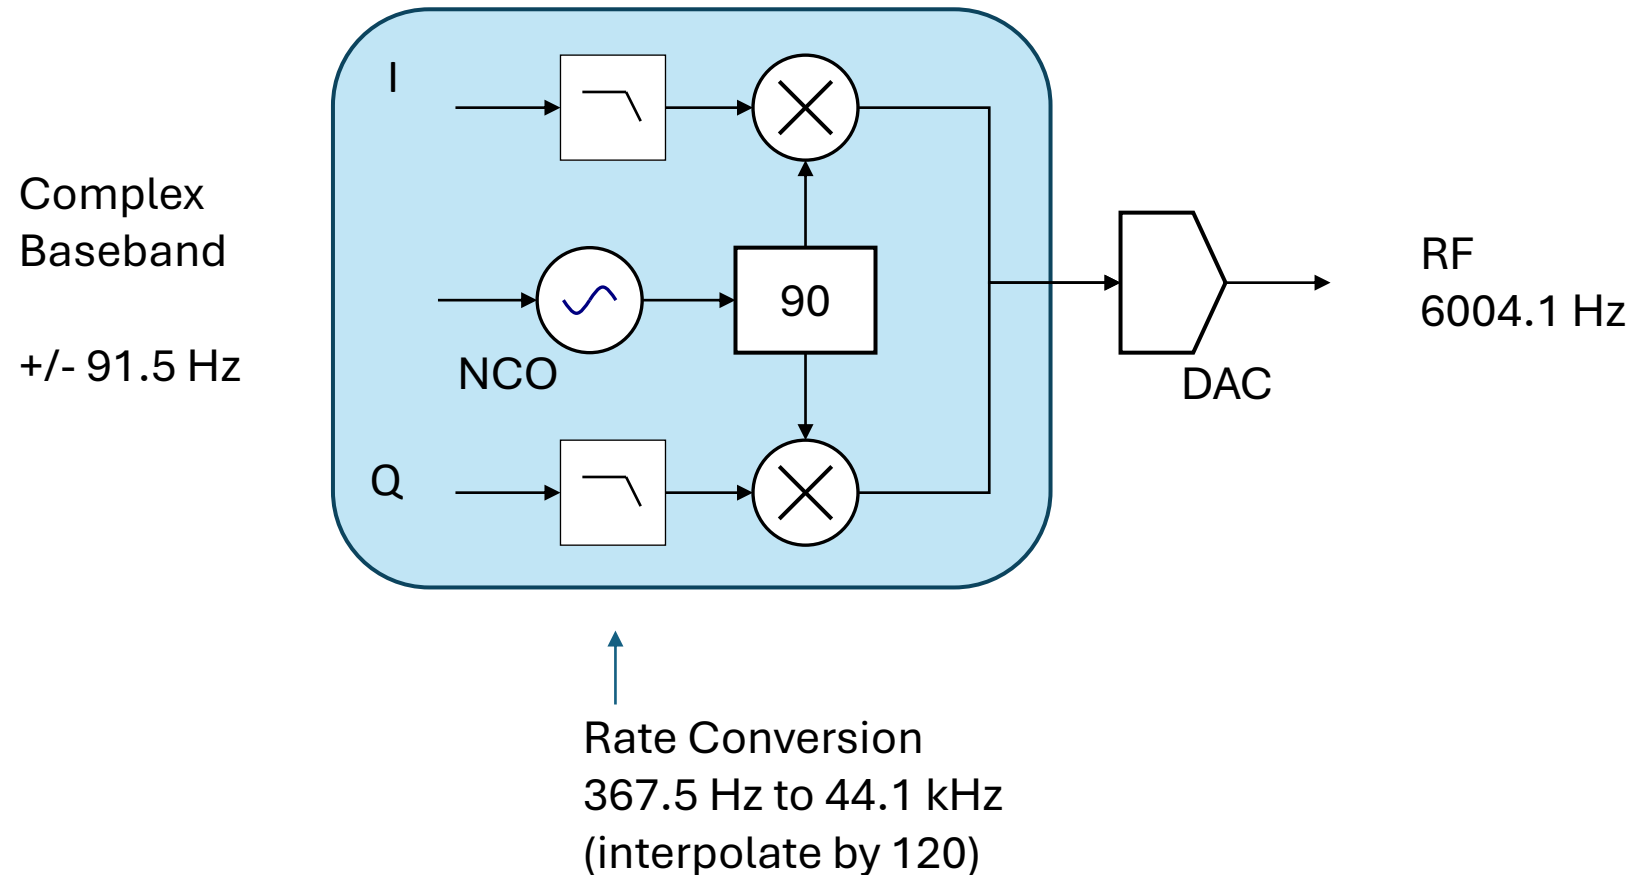 I
Complex
Baseband
+/- 91.5 Hz
NCO
90
DAC
RF
6004.1 Hz
Q
Rate Conversion
367.5 Hz to 44.1 kHz
(interpolate by 120)